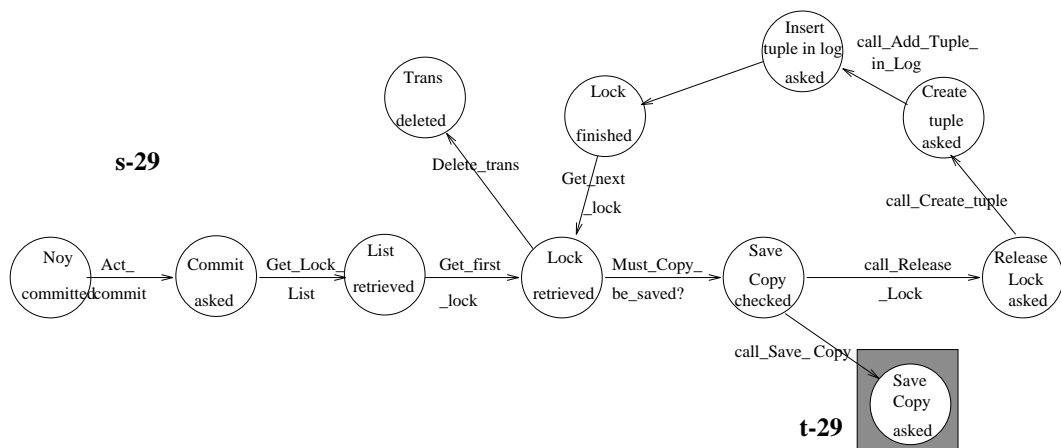 Insert
tuple in log
asked
call_Add_Tuple_
in_Log
Trans
deleted
Lock
finished
Create
tuple
asked
s-29
Delete_trans
Get_next
_lock
call_Create_tuple
Noy
committed
Act_
commit
Commit
asked
Get_Lock_
List
List
retrieved
Get_first
_lock
Lock
retrieved
Must_Copy_
be_saved?
Save
Copy
checked
call_Release
_Lock
Release
Lock
asked
call_Save_ Copy
t-29
Save
Copy
asked